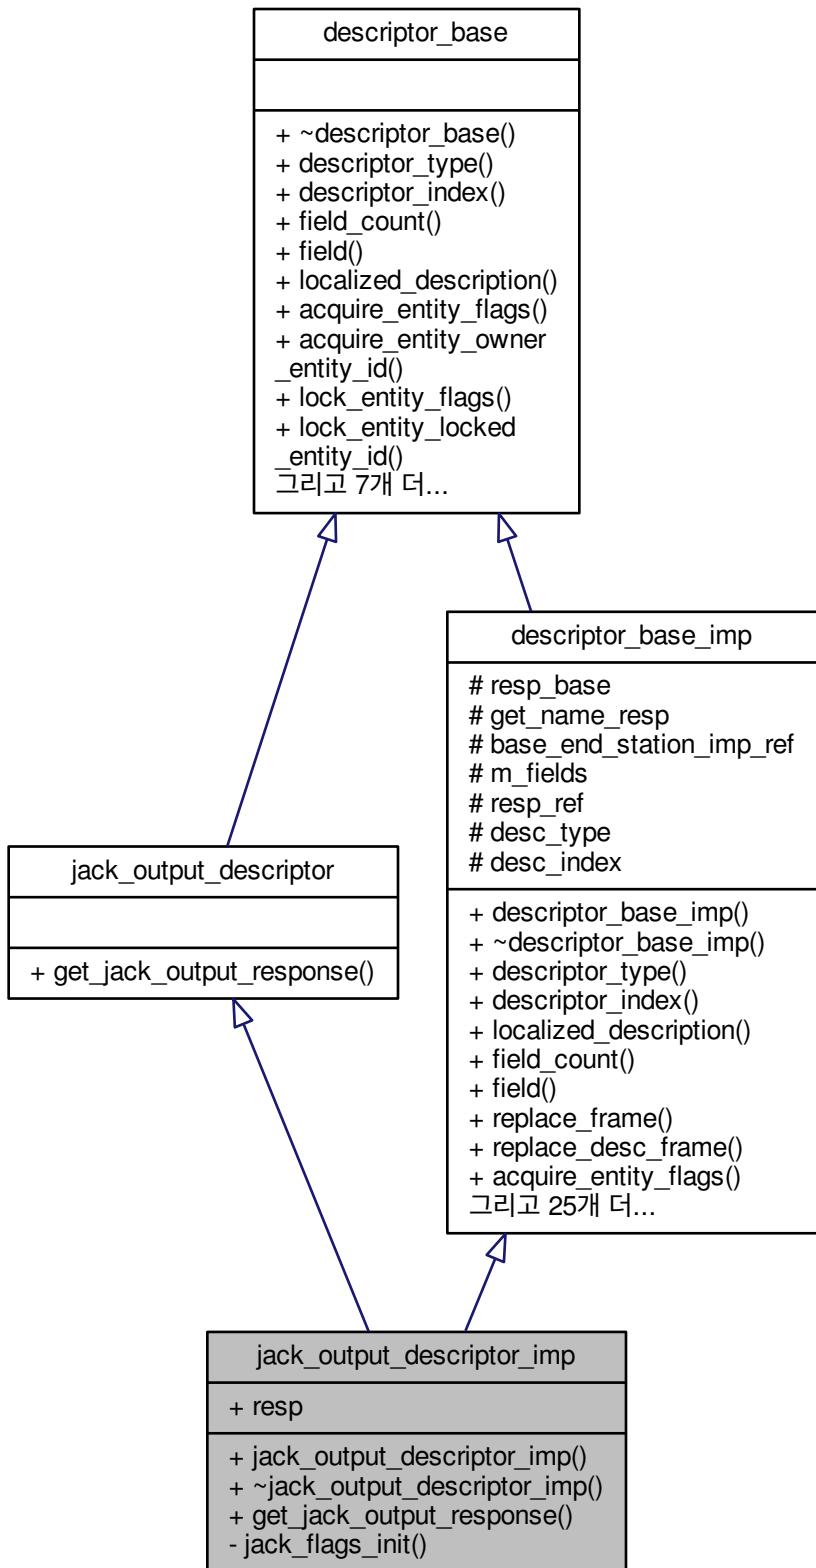 descriptor_base
+ ~descriptor_base()
+ descriptor_type()
+ descriptor_index()
+ field_count()
+ field()
+ localized_description()
+ acquire_entity_flags()
+ acquire_entity_owner
_entity_id()
+ lock_entity_flags()
+ lock_entity_locked
_entity_id()
그리고 7개 더...
descriptor_base_imp
# resp_base
# get_name_resp
# base_end_station_imp_ref
# m_fields
# resp_ref
# desc_type
# desc_index
+ descriptor_base_imp()
+ ~descriptor_base_imp()
+ descriptor_type()
+ descriptor_index()
+ localized_description()
+ field_count()
+ field()
+ replace_frame()
+ replace_desc_frame()
+ acquire_entity_flags()
그리고 25개 더...
jack_output_descriptor
+ get_jack_output_response()
jack_output_descriptor_imp
+ resp
+ jack_output_descriptor_imp()
+ ~jack_output_descriptor_imp()
+ get_jack_output_response()
- jack_flags_init()